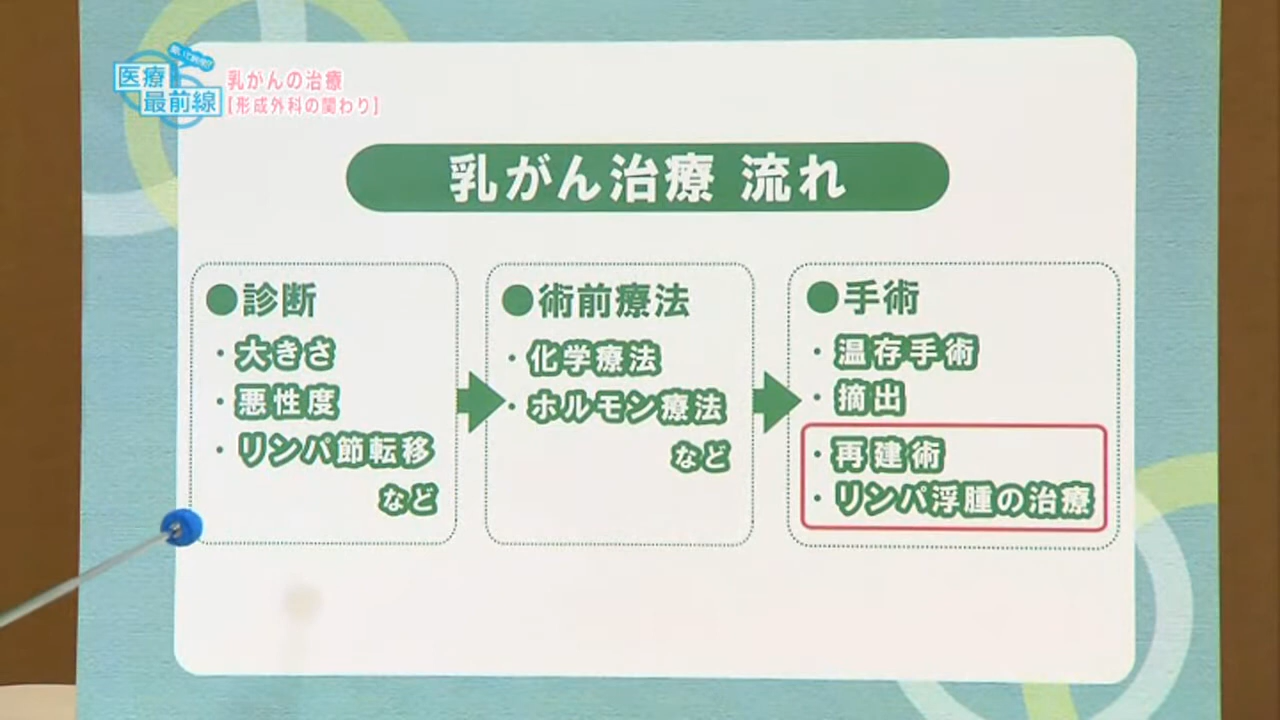 医療
最前線
乳がんの治療
【形成外科の関わり】
乳がん治療 流れ
●診断
・大きさ
・悪性度
・リンパ節転移
など
●術前療法
・化学療法
・ホルモン療法
など
●手術
・温存手術
・摘出
・再建術
・リンパ浮腫の治療